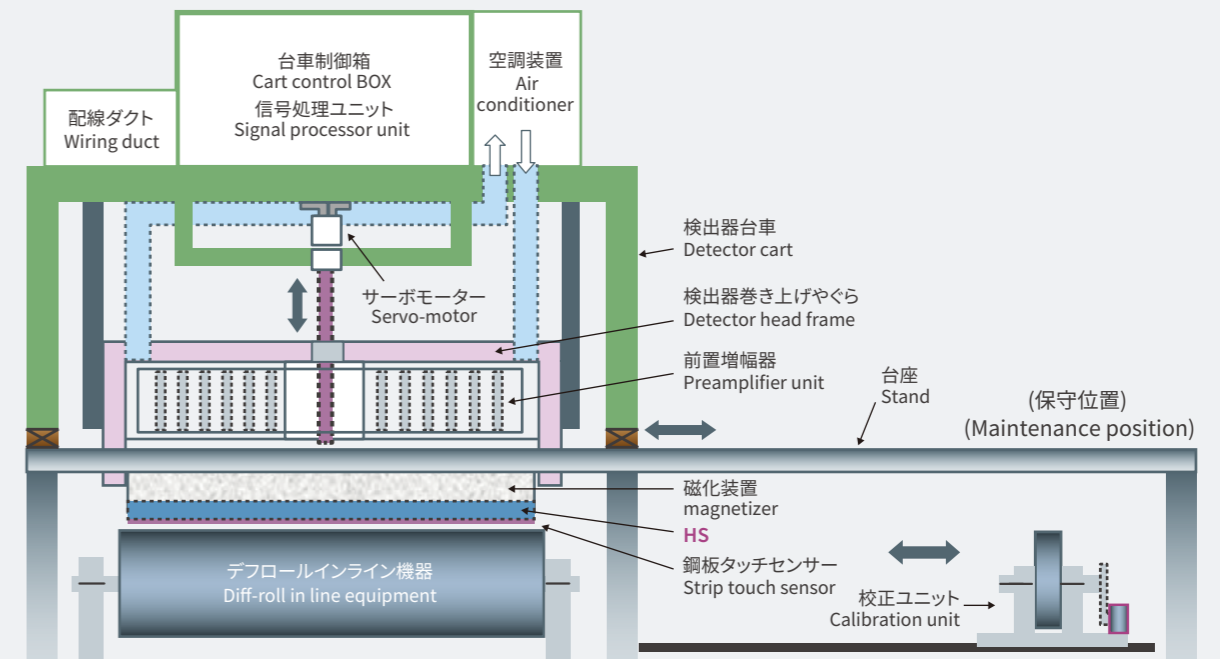 台車制御箱
Cart control BOX
信号処理ユニット
Signal processor unit
空調装置
Air
conditioner
配線ダクト
Wiring duct
検出器台車
Detector cart
サーボモーター
Servo-motor
検出器巻き上げやぐら
Detector head frame
前置増幅器
Preamplifier unit
台座
Stand
(保守位置)
(Maintenance position)
磁化装置
magnetizer
HS
鋼板タッチセンサー
Strip touch sensor
デフロールインライン機器
Diff-roll in line equipment
校正ユニット
Calibration unit